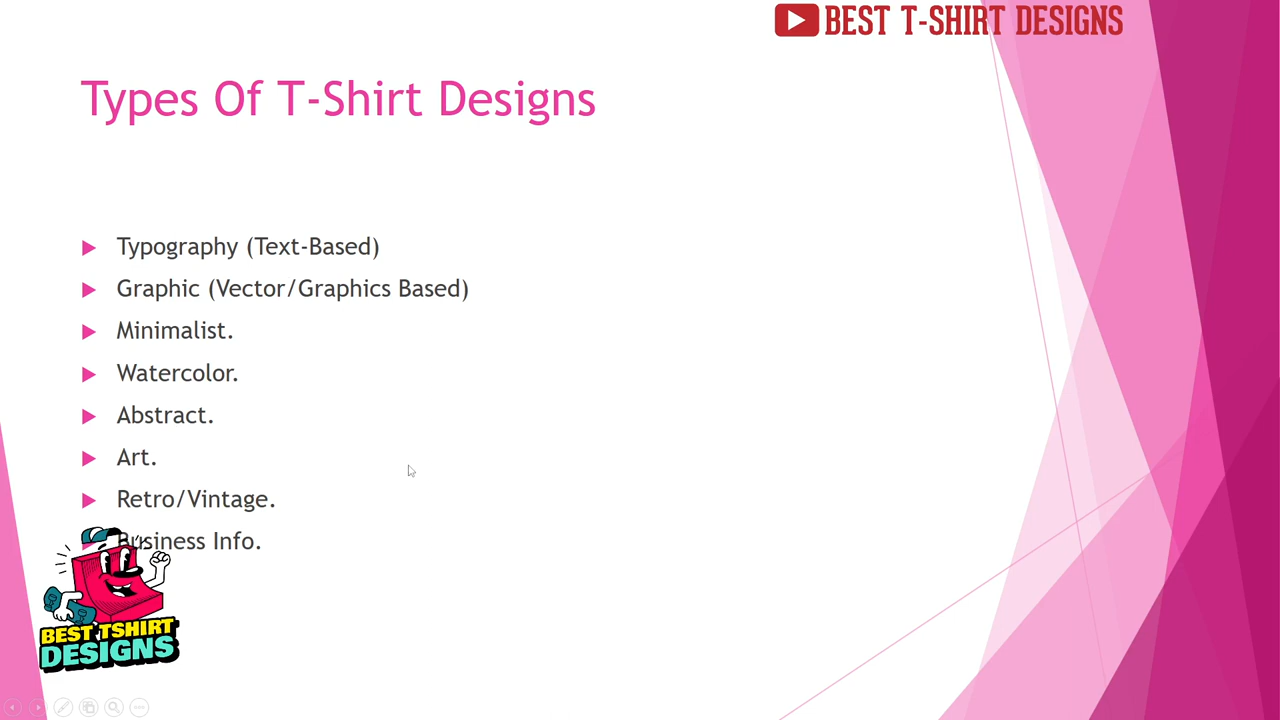 BEST T-SHIRT DESIGNS
Types Of T-Shirt Designs
Typography (Text-Based)
Graphic (Vector/Graphics Based)
Minimalist.
Watercolor.
Abstract.
Art.
Retro/Vintage.
Business Info.
BEST TSHIRT
DESIGNS